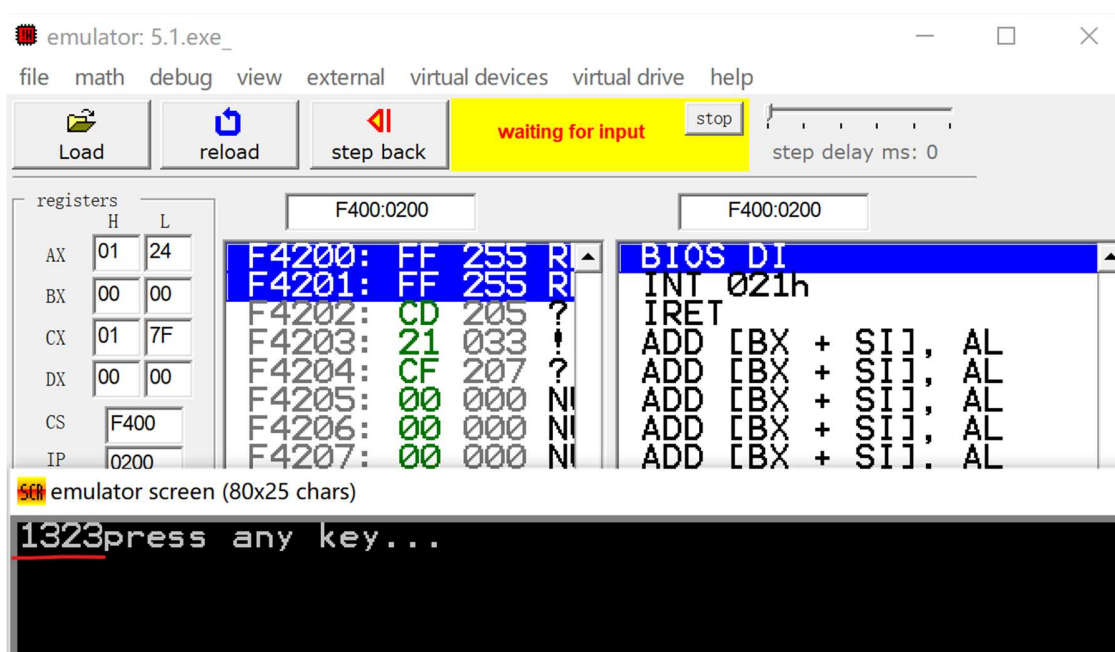 emulator: 5.1.exe_
file math debug view external virtual devices virtual drive help
Load reload step back waiting for input stop step delay ms: 0
registers
H L
F400:0200 F400:0200
AX 01 24
BX 00 00
CX 01 7F
DX 00 00
CS F400
IP 0200
F4200: FF 255 R
F4201: FF 255 R
F4202: CD 205 ?
F4203: 21 033 !
F4204: CF 207 ?
F4205: 00 000 N
F4206: 00 000 N
F4207: 00 000 N
BIOS DI
INT 021h
IRET
ADD [BX + SI], AL
ADD [BX + SI], AL
ADD [BX + SI], AL
ADD [BX + SI], AL
ADD [BX + SI], AL
SCR emulator screen (80x25 chars)
1323press any key...